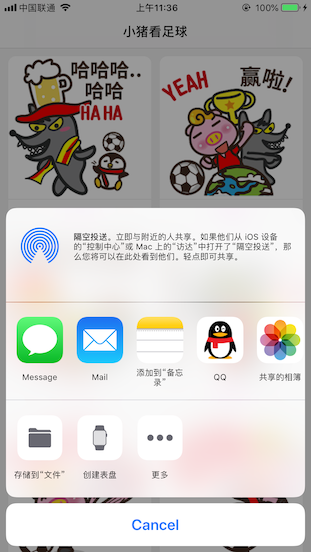 中国联通
上午11:36
100%
小猪看足球
哈哈哈..
哈哈
HA HA
YEAH
赢啦!
隔空投送。立即与附近的人共享。如果他们从 iOS 设备
的“控制中心”或 Mac 上的“访达”中打开了“隔空投送”，那
么您将可以在此处看到他们。轻点即可共享。
Message
Mail
添加到“备忘
录”
QQ
共享的相簿
存储到“文件”
创建表盘
更多
Cancel